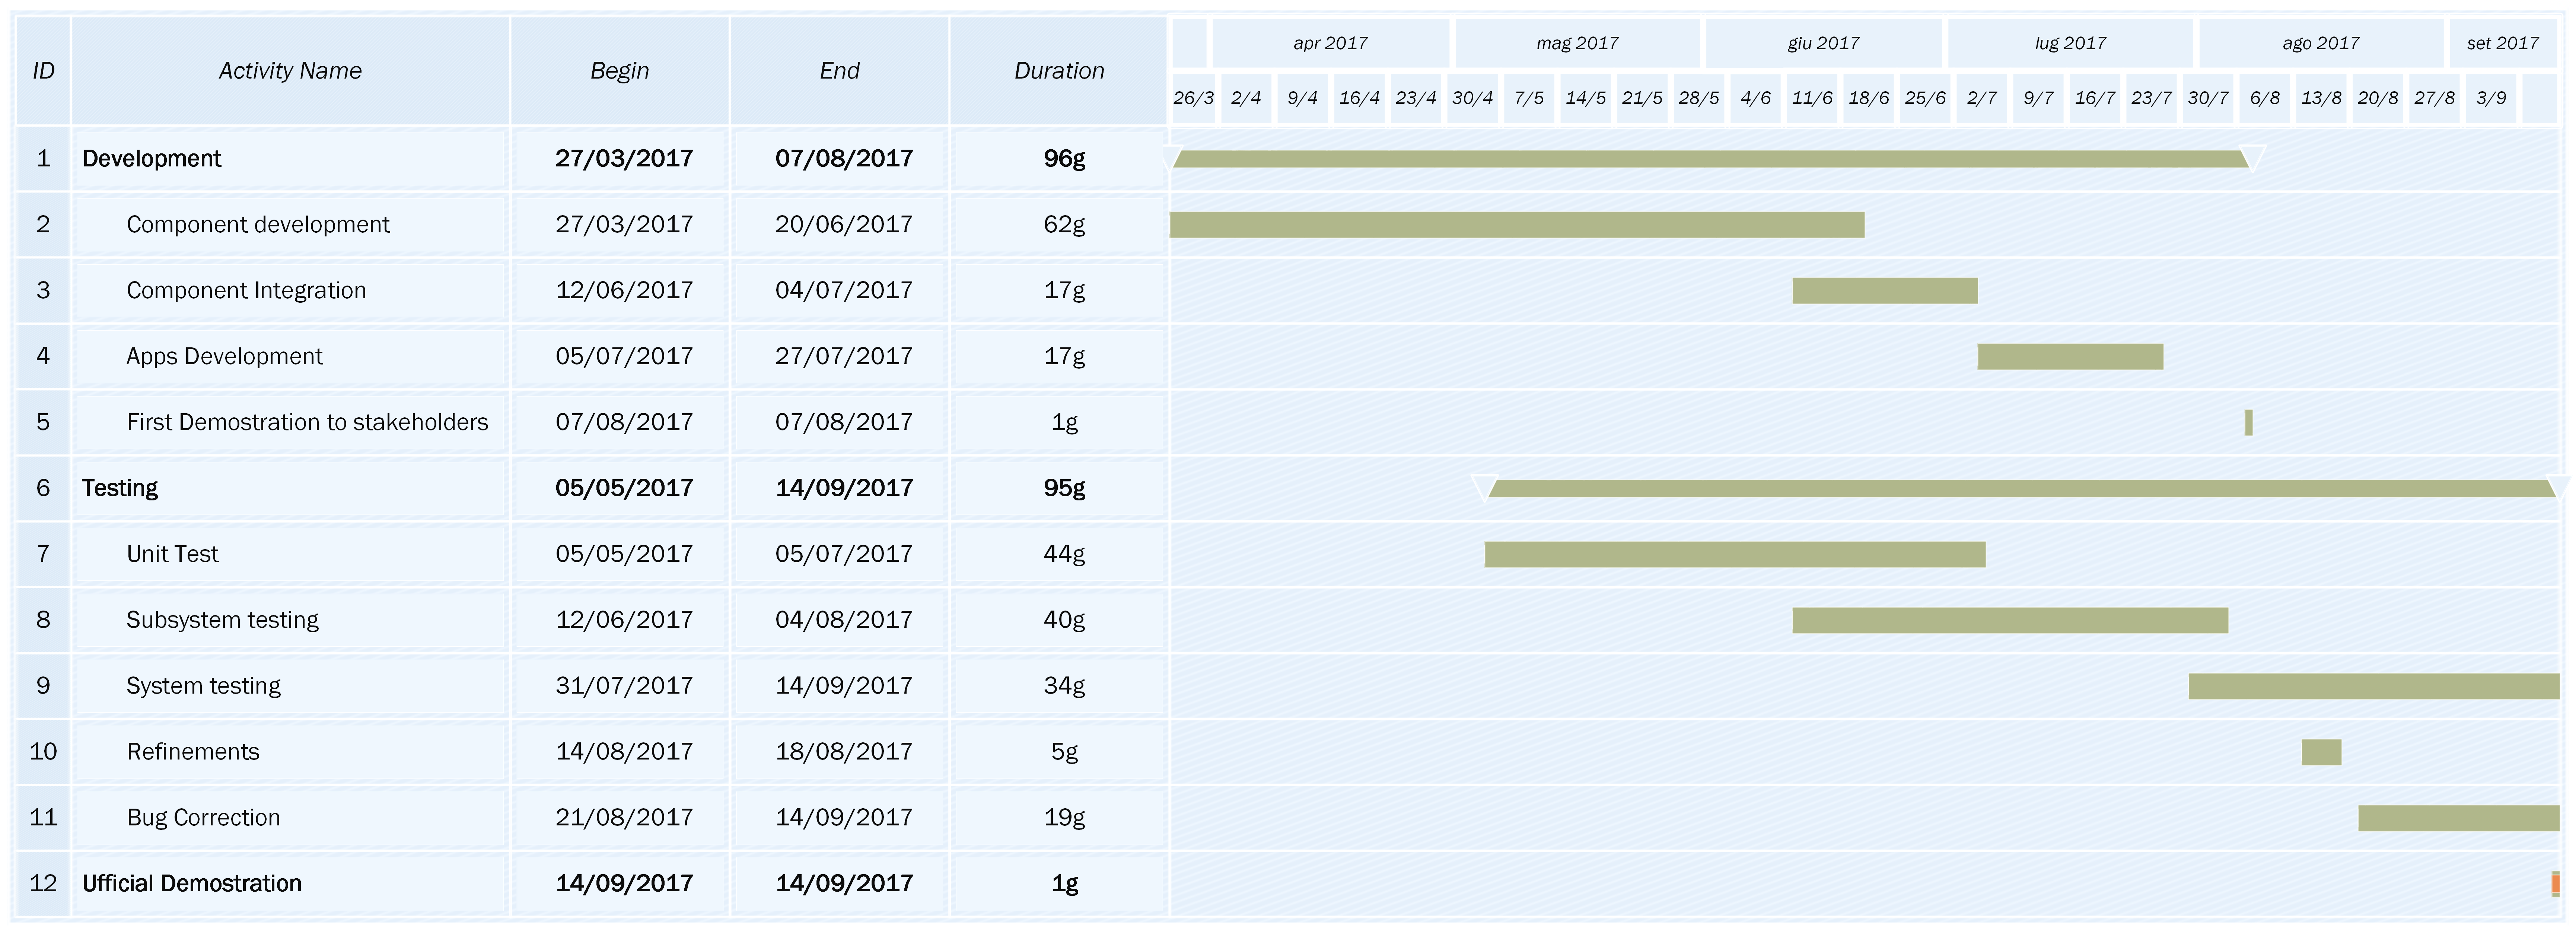 ID Activity Name Begin End Duration apr 2017 mag 2017 giu 2017 lug 2017 ago 2017 set 2017
26/3 2/4 9/4 16/4 23/4 30/4 7/5 14/5 21/5 28/5 4/6 11/6 18/6 25/6 2/7 9/7 16/7 23/7 30/7 6/8 13/8 20/8 27/8 3/9
1 Development 27/03/2017 07/08/2017 96g
2 Component development 27/03/2017 20/06/2017 62g
3 Component Integration 12/06/2017 04/07/2017 17g
4 Apps Development 05/07/2017 27/07/2017 17g
5 First Demostration to stakeholders 07/08/2017 07/08/2017 1g
6 Testing 05/05/2017 14/09/2017 95g
7 Unit Test 05/05/2017 05/07/2017 44g
8 Subsystem testing 12/06/2017 04/08/2017 40g
9 System testing 31/07/2017 14/09/2017 34g
10 Refinements 14/08/2017 18/08/2017 5g
11 Bug Correction 21/08/2017 14/09/2017 19g
12 Ufficial Demostration 14/09/2017 14/09/2017 1g